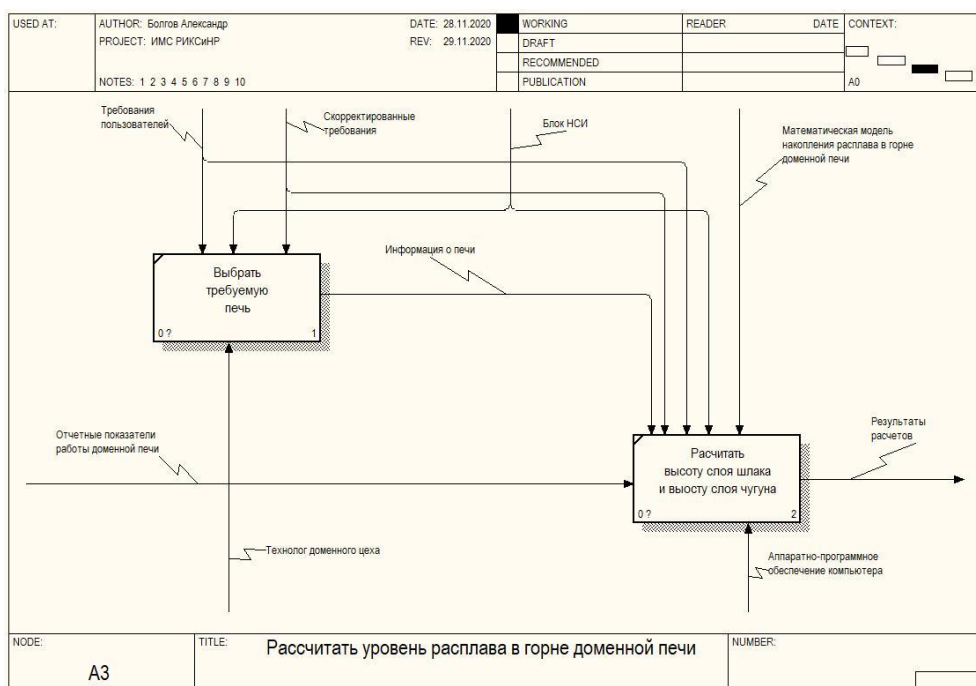 USED AT:
AUTHOR: Болгов Александр
DATE: 28.11.2020
PROJECT: ИМС РИКСиНР
REV: 29.11.2020
NOTES: 1 2 3 4 5 6 7 8 9 10
WORKING
DRAFT
RECOMMENDED
PUBLICATION
READER
DATE
CONTEXT:
A0
Требования
пользователей
Скорректированные
требования
Блок НСИ
Математическая модель
накопления расплава в горне
доменной печи
Выбрать
требуемую
печь
0 ?
1
Информация о печи
Отчетные показатели
работы доменной печи
Расчитать
высоту слоя шлака
и выосту слоя чугуна
0 ?
2
Результаты
расчетов
Технолог доменного цеха
Аппаратно-программное
обеспечение компьютера
NODE:
A3
TITLE:
Рассчитать уровень расплава в горне доменной печи
NUMBER: